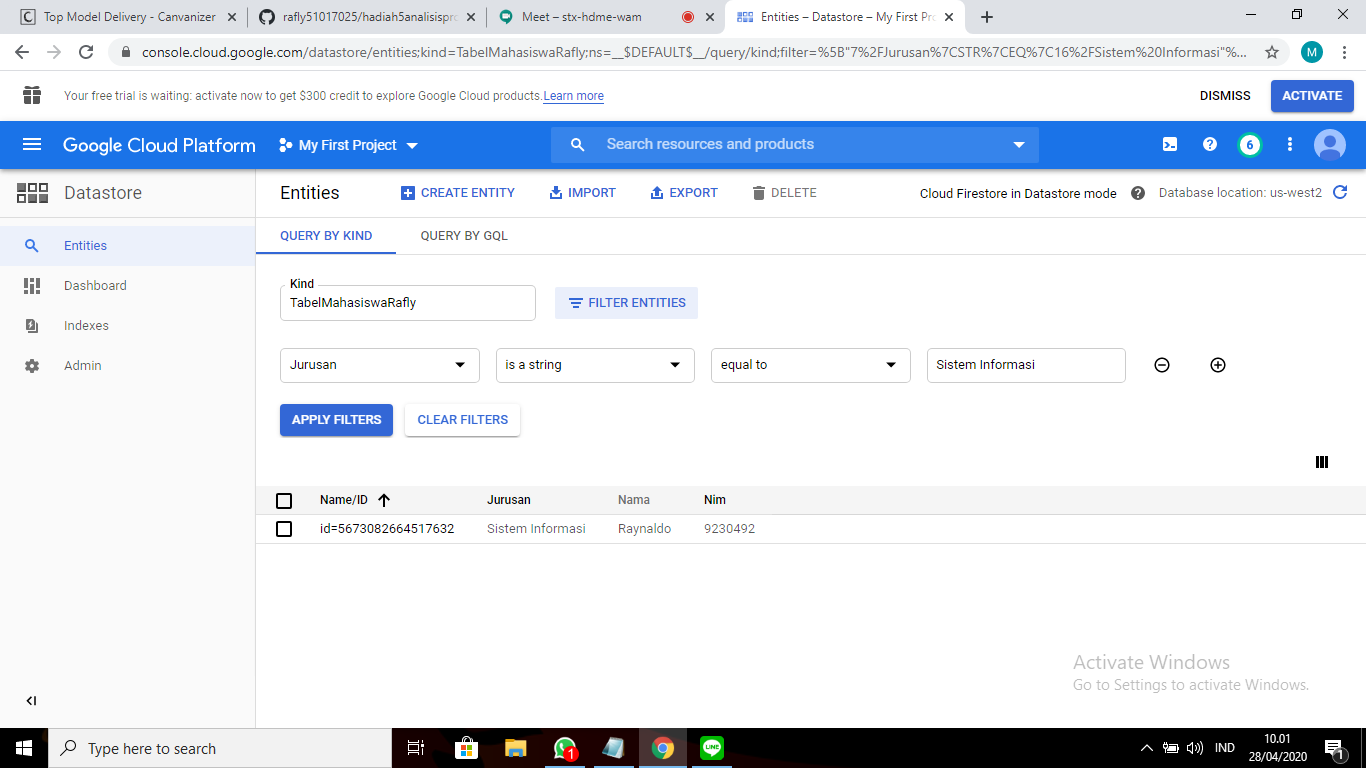 Top Model Delivery - Canvanizer
rafly51017025/hadiah5analisispro
Meet – stx-hdme-wam
Entities – Datastore – My First Pr
console.cloud.google.com/datastore/entities;kind=TabelMahasiswaRafly;ns=__$DEFAULT$__/query/kind;filter=%5B"7%2FJurusan%7CSTR%7CEQ%7C16%2FSistem%20Informasi"%...
M
Your free trial is waiting: activate now to get $300 credit to explore Google Cloud products. Learn more
DISMISS
ACTIVATE
Google Cloud Platform
My First Project
Search resources and products
6
Datastore
Entities
CREATE ENTITY
IMPORT
EXPORT
DELETE
Cloud Firestore in Datastore mode
Database location: us-west2
Entities
Dashboard
Indexes
Admin
QUERY BY KIND
QUERY BY GQL
Kind
TabelMahasiswaRafly
FILTER ENTITIES
Jurusan
is a string
equal to
Sistem Informasi
APPLY FILTERS
CLEAR FILTERS
Name/ID Jurusan Nama Nim
id=5673082664517632 Sistem Informasi Raynaldo 9230492
Activate Windows
Go to Settings to activate Windows.
Type here to search
1
LINE
IND
10.01
28/04/2020
1